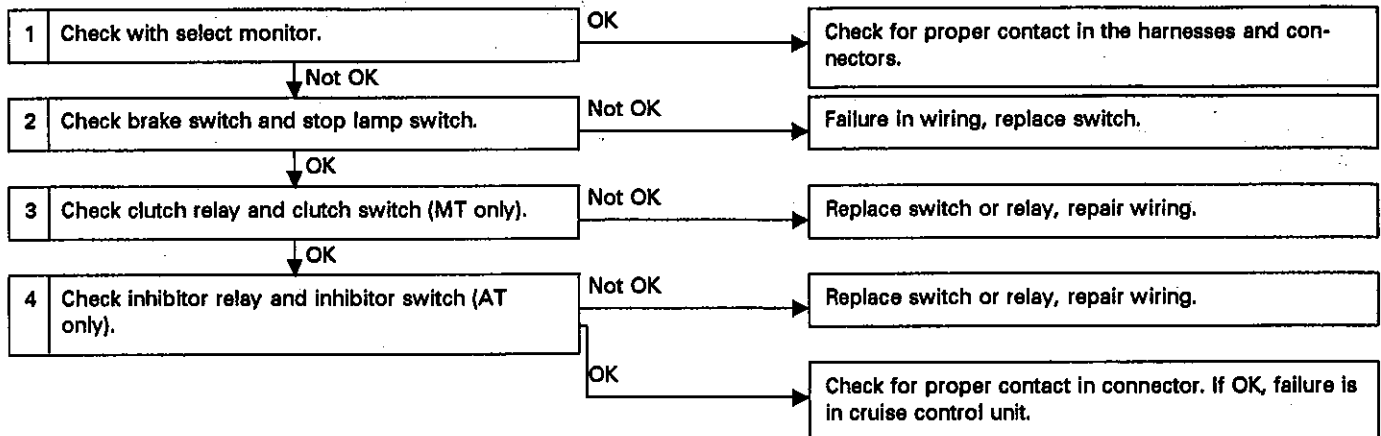 1 Check with select monitor.
OK
Check for proper contact in the harnesses and con-
nectors.
Not OK
2 Check brake switch and stop lamp switch.
Not OK
Failure in wiring, replace switch.
OK
3 Check clutch relay and clutch switch (MT only).
Not OK
Replace switch or relay, repair wiring.
OK
4 Check inhibitor relay and inhibitor switch (AT
only).
Not OK
Replace switch or relay, repair wiring.
OK
Check for proper contact in connector. If OK, failure is
in cruise control unit.